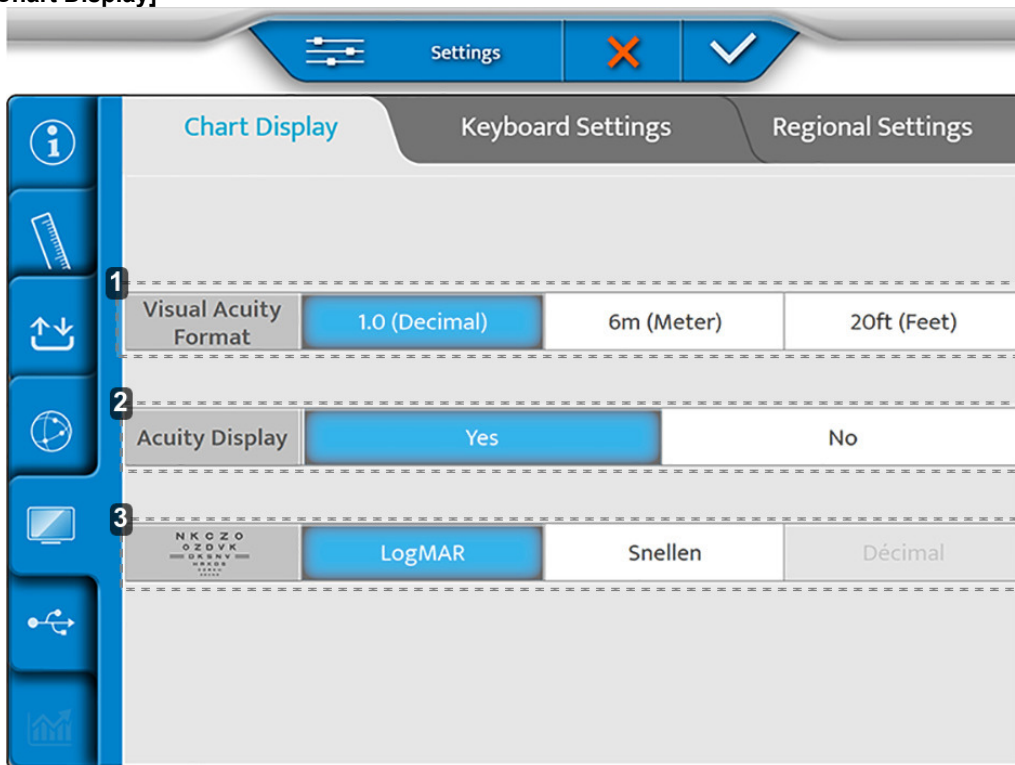 Chart Display]
Settings
Chart Display Keyboard Settings Regional Settings
1
Visual Acuity Format 1.0 (Decimal) 6m (Meter) 20ft (Feet)
2
Acuity Display Yes No
3
N K C Z O
O Z D V K
D K S N V
H R K D S
LogMAR Snellen Décimal